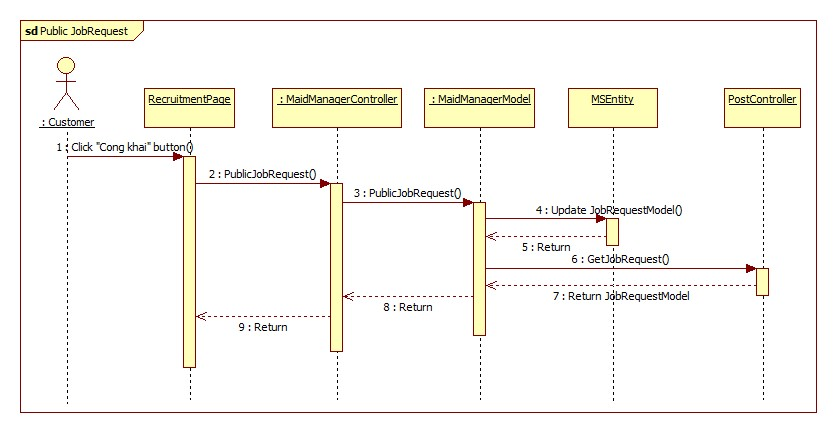 sd Public JobRequest
: Customer
RecruitmentPage
: MaidManagerController
: MaidManagerModel
MSEntity
PostController
1 : Click "Cong khai" button()
2 : PublicJobRequest()
3 : PublicJobRequest()
4 : Update JobRequestModel()
5 : Return
6 : GetJobRequest()
7 : Return JobRequestModel
8 : Return
9 : Return